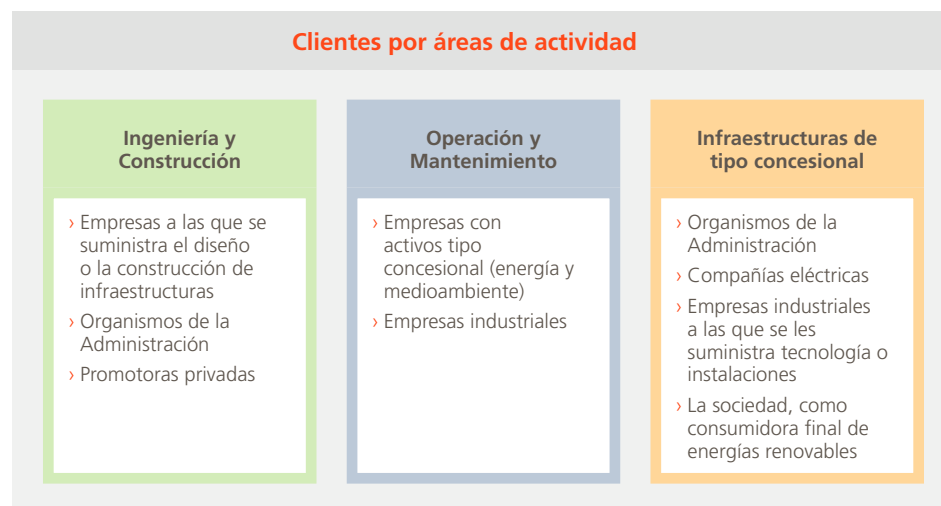 Clientes por áreas de actividad
Ingeniería y
Construcción
› Empresas a las que se
suministra el diseño
o la construcción de
infraestructuras
› Organismos de la
Administración
› Promotoras privadas
Operación y
Mantenimiento
› Empresas con
activos tipo
concesional (energía y
medioambiente)
› Empresas industriales
Infraestructuras de
tipo concesional
› Organismos de la
Administración
› Compañías eléctricas
› Empresas industriales
a las que se les
suministra tecnología o
instalaciones
› La sociedad, como
consumidora final de
energías renovables